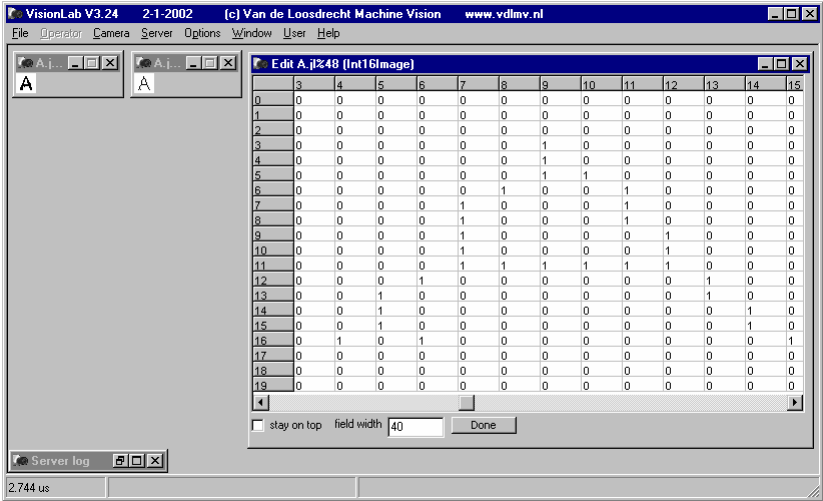 VisionLab V3.24 2-1-2002 (c) Van de Loosdrecht Machine Vision www.vdlmv.nl
File Operator Camera Server Options Window User Help
A.j... A.j... Edit A.jl%48 (Int16Image)
A A
3 4 5 6 7 8 9 10 11 12 13 14 15
0 0 0 0 0 0 0 0 0 0 0 0 0 0
1 0 0 0 0 0 0 0 0 0 0 0 0 0
2 0 0 0 0 0 0 0 0 0 0 0 0 0
3 0 0 0 0 0 0 1 0 0 0 0 0 0
4 0 0 0 0 0 0 1 0 0 0 0 0 0
5 0 0 0 0 0 0 1 1 0 0 0 0 0
6 0 0 0 0 0 1 0 0 1 0 0 0 0
7 0 0 0 0 1 0 0 0 1 0 0 0 0
8 0 0 0 0 1 0 0 0 1 0 0 0 0
9 0 0 0 0 1 0 0 0 0 1 0 0 0
10 0 0 0 0 1 0 0 0 0 1 0 0 0
11 0 0 0 0 1 1 1 1 1 1 0 0 0
12 0 0 0 1 0 0 0 0 0 0 1 0 0
13 0 0 1 0 0 0 0 0 0 0 1 0 0
14 0 0 1 0 0 0 0 0 0 0 0 1 0
15 0 0 1 0 0 0 0 0 0 0 0 1 0
16 0 1 0 1 0 0 0 0 0 0 0 0 1
17 0 0 0 0 0 0 0 0 0 0 0 0 0
18 0 0 0 0 0 0 0 0 0 0 0 0 0
19 0 0 0 0 0 0 0 0 0 0 0 0 0
stay on top field width 40 Done
Server log
2.744 us